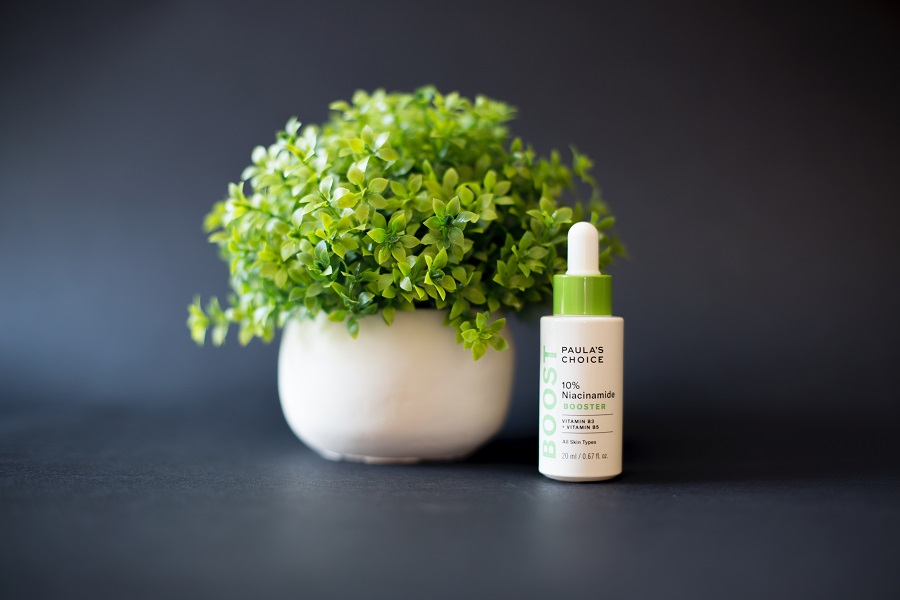 BOOST
PAULA'S
CHOICE
10%
Niacinamide
BOOSTER
VITAMIN B3
+ VITAMIN B5
All Skin Types
20 ml / 0.67 fl. oz.